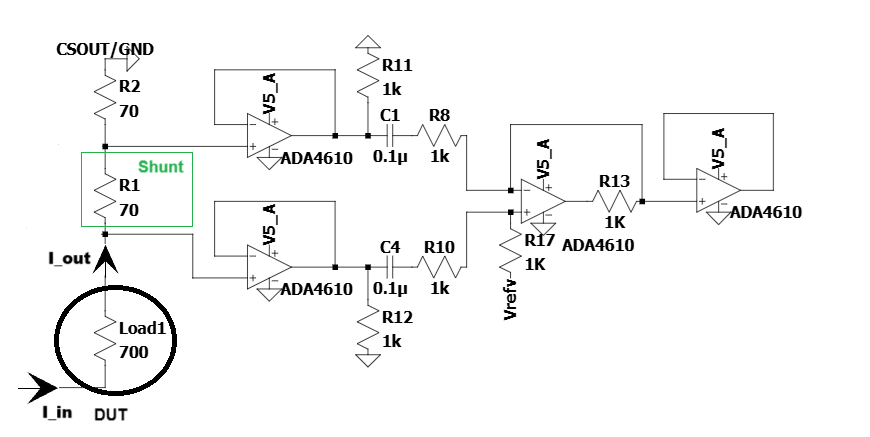 CSOUT/GND
R2
70
Shunt
R1
70
I_out
Load1
700
I_in
DUT
V5_A
ADA4610
R11
1k
C1
0.1µ
R8
1k
V5_A
ADA4610
C4
0.1µ
R10
1k
R12
1k
V5_A
ADA4610
R17
1K
Vrefv
R13
1K
V5_A
ADA4610